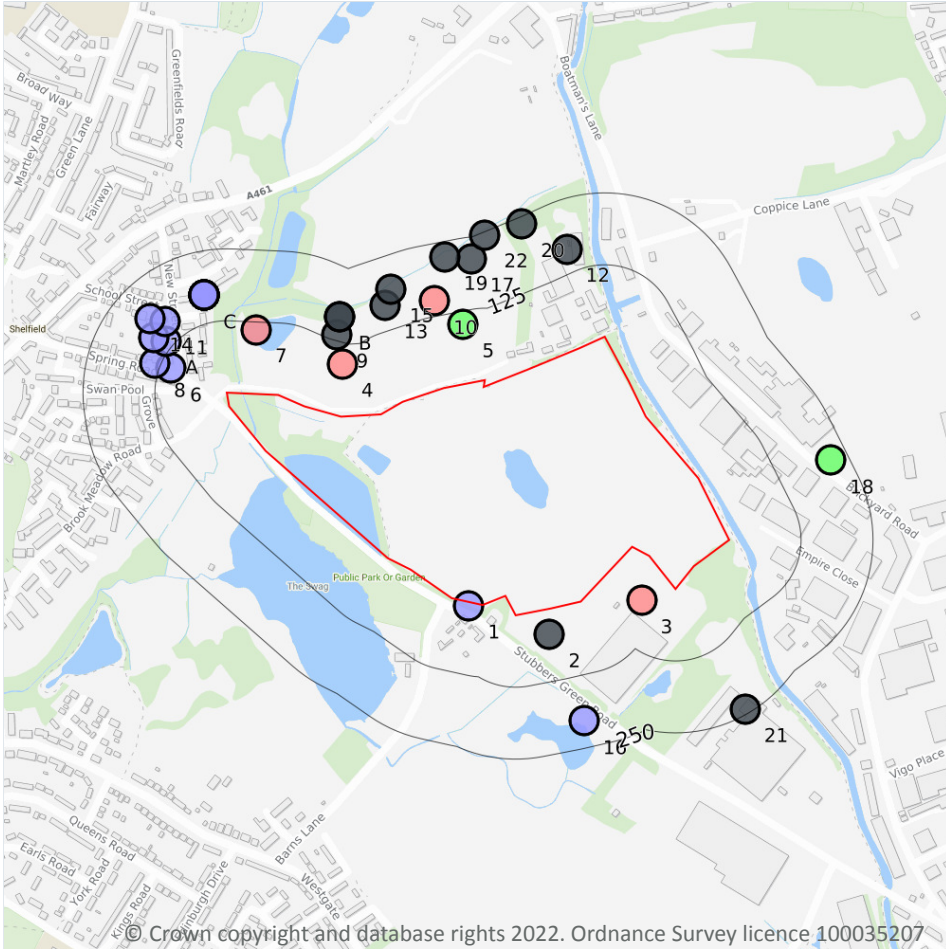 Broad Way
Martley Road
Green Lane
Fairway
Greenfields Road
A461
Boatman's Lane
Coppice Lane
New St
School Street
Shelfield
Spring
Swan Pool
Grove
Brook Meadow Road
C
7
14
11
A
8
6
B
9
4
15
13
10
5
19
17
22
20
12
125
18
Road
Empire Close
The Swag
Public Park Or Garden
1
2
3
Stubbers Green Road
16
250
21
Vigo Place
Barns Lane
Queens Road
Earls Road
York Road
Kings Road
Westgate
© Crown copyright and database rights 2022. Ordnance Survey licence 100035207